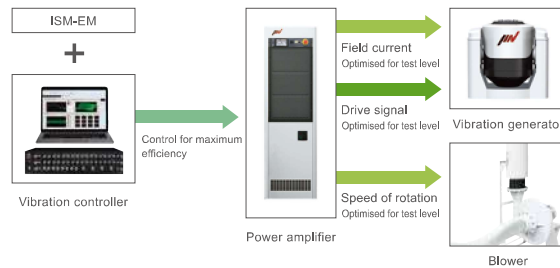 ISM-EM
+
Vibration controller
Control for maximum
efficiency
Power amplifier
Field current
Optimised for test level
Drive signal
Optimised for test level
Speed of rotation
Optimised for test level
Vibration generator
Blower